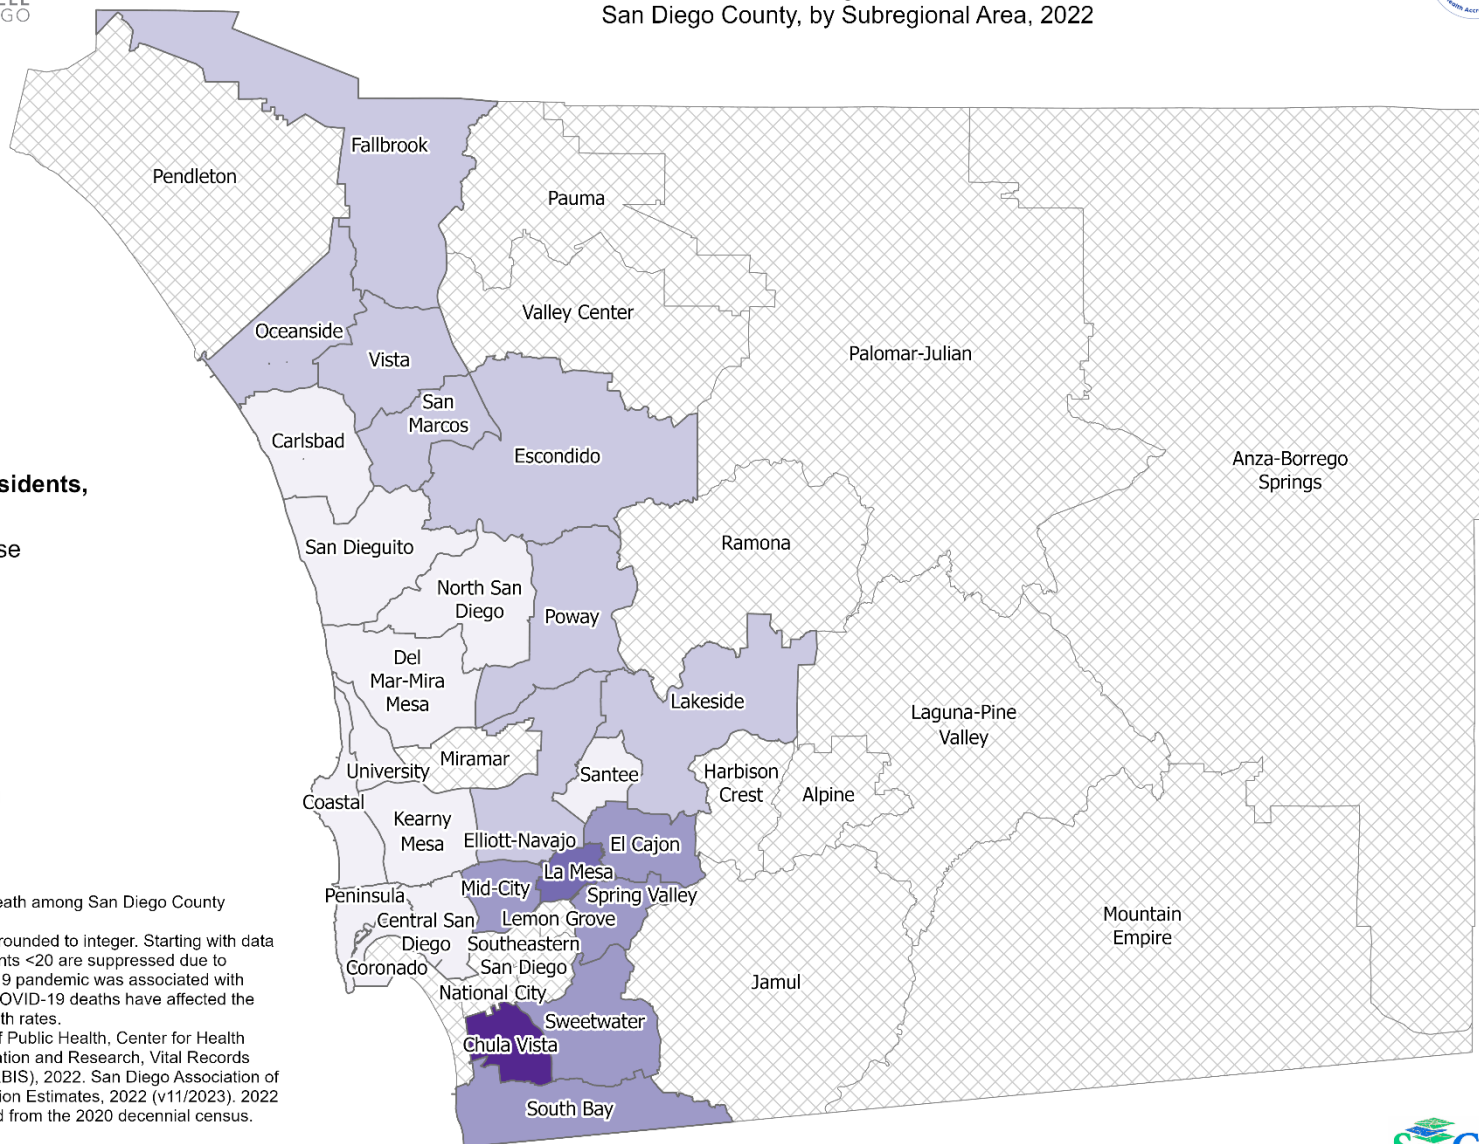 San Diego County, by Subregional Area, 2022
Fallbrook
Pendleton
Pauma
Valley Center
Oceanside
Vista
Palomar-Julian
San
Marcos
Carlsbad
Escondido
Anza-Borrego
Springs
sidents,
San Dieguito
Ramona
se
North San
Diego
Poway
Del
Mar-Mira
Mesa
Lakeside
Laguna-Pine
Valley
Miramar
University
Santee
Harbison
Crest
Alpine
Coastal
Kearny
Mesa
Elliott-Navajo
El Cajon
La Mesa
Mid-City
Spring Valley
Peninsula
Central San
Diego
Lemon Grove
Southeastern
San Diego
Coronado
National City
Mountain
Empire
Jamul
Sweetwater
Chula Vista
South Bay
eath among San Diego County
rounded to integer. Starting with data
nts <20 are suppressed due to
9 pandemic was associated with
OVID-19 deaths have affected the
th rates.
f Public Health, Center for Health
ation and Research, Vital Records
BIS), 2022. San Diego Association of
ion Estimates, 2022 (v11/2023). 2022
d from the 2020 decennial census.